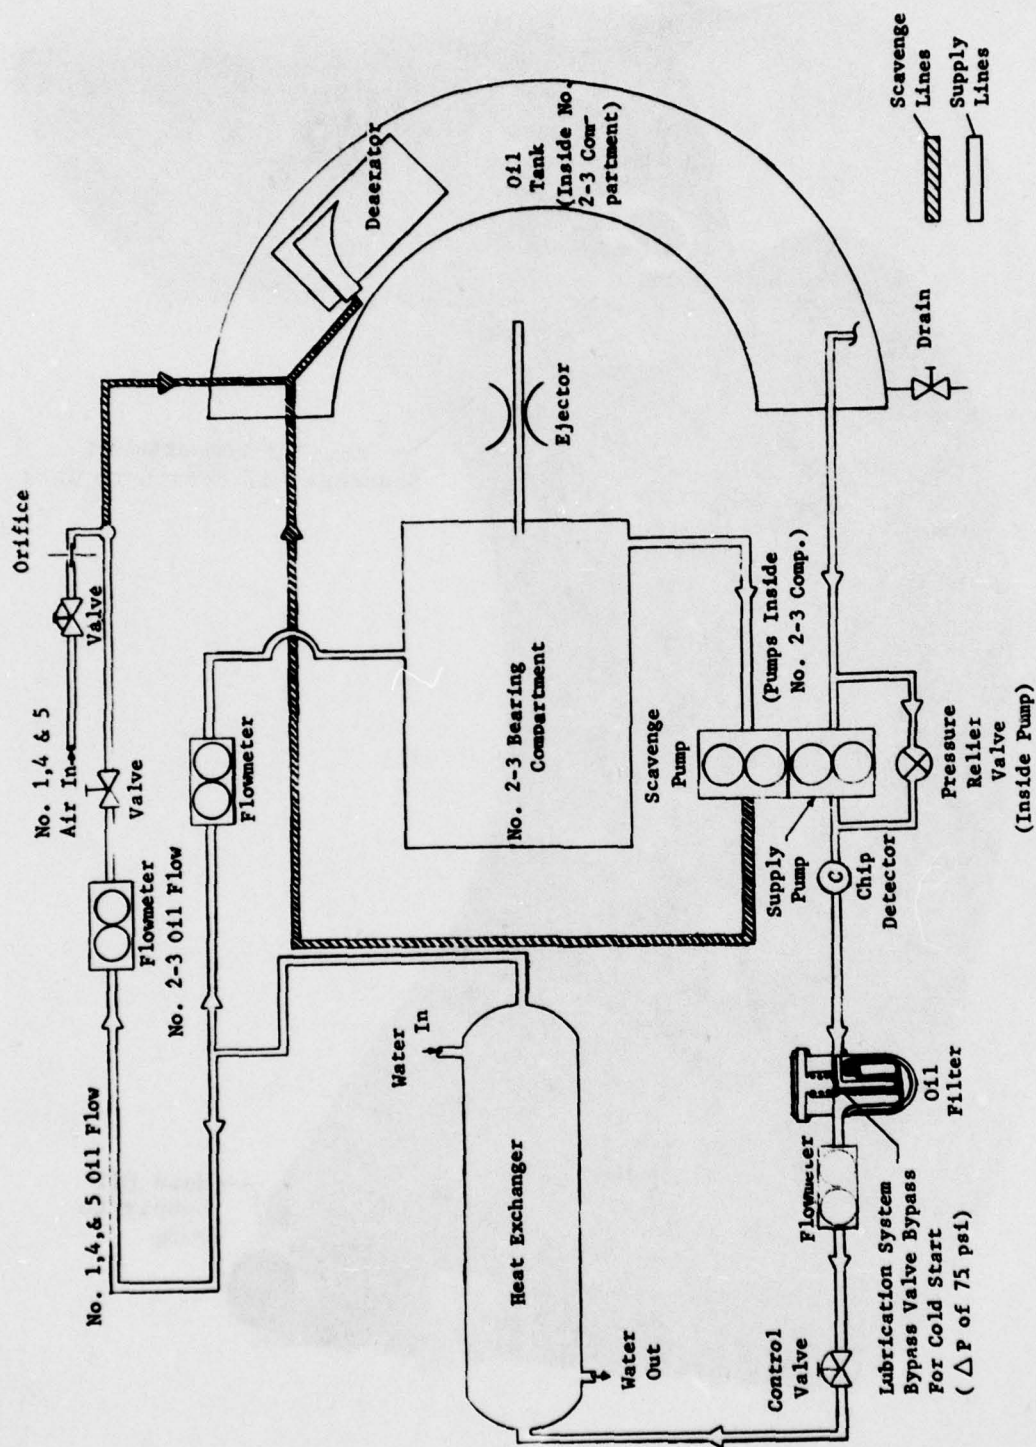 No. 1,4,& 5 Oil Flow
Flowmeter
No. 2-3 Oil Flow
No. 1,4 & 5
Air In
Valve
Valve
Orifice
Flowmeter
Water
In
Heat Exchanger
Water
Out
No. 2-3 Bearing
Compartment
Ejector
Deaerator
Oil
Tank
(Inside No.
2-3 Com-
partment)
Scavenge
Pump
(Pumps Inside
No. 2-3 Comp.)
Supply
Pump
C
Chip
Detector
Pressure
Relief
Valve
(Inside Pump)
Drain
Control
Valve
Flowmeter
Oil
Filter
Lubrication System
Bypass Valve Bypass
For Cold Start
( △P of 75 psi)
Scavenge
Lines
Supply
Lines